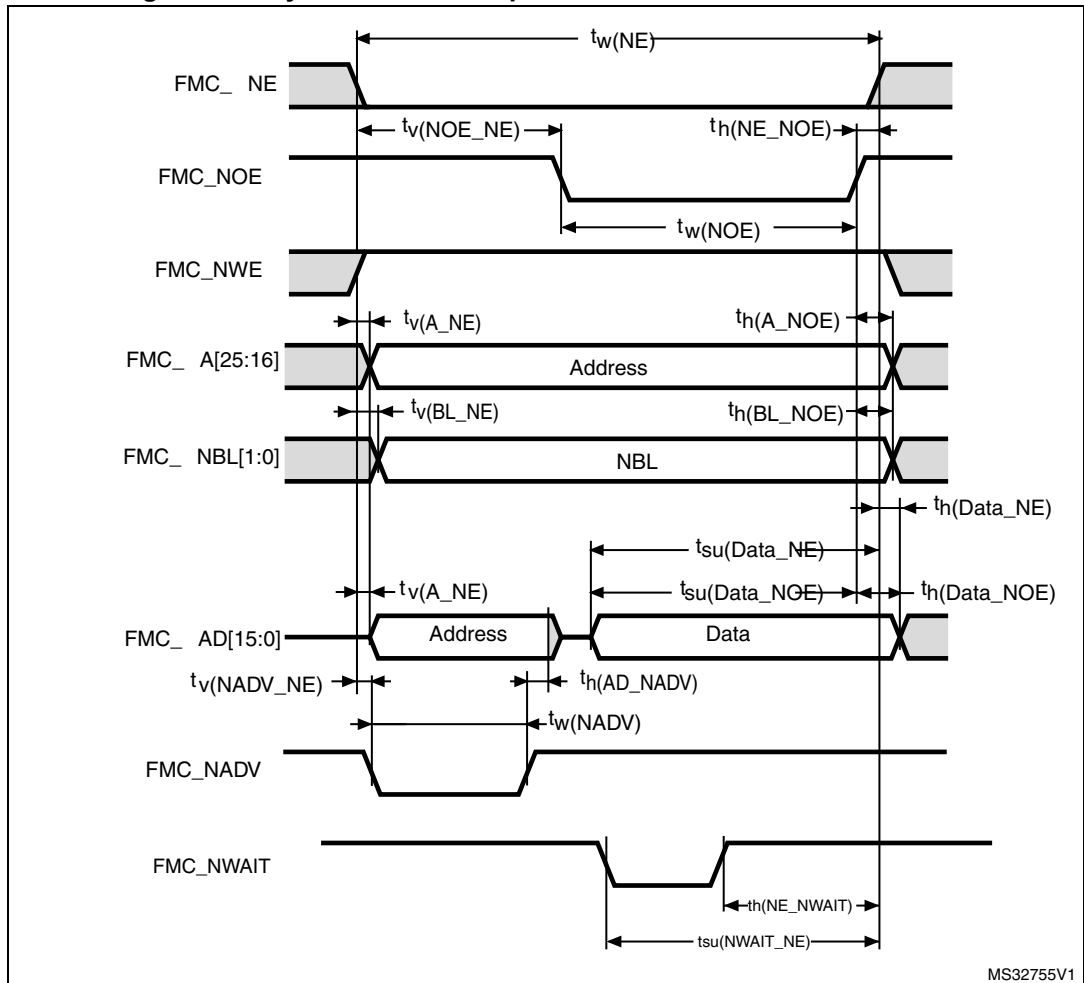 tw(NE)
FMC_ NE
tv(NOE_NE)
th(NE_NOE)
FMC_NOE
tw(NOE)
FMC_NWE
tv(A_NE)
th(A_NOE)
FMC_ A[25:16]
Address
tv(BL_NE)
th(BL_NOE)
FMC_ NBL[1:0]
NBL
th(Data_NE)
tsu(Data_NE)
tv(A_NE)
tsu(Data_NOE)
th(Data_NOE)
FMC_ AD[15:0]
Address
Data
tv(NADV_NE)
th(AD_NADV)
tw(NADV)
FMC_NADV
FMC_NWAIT
th(NE_NWAIT)
tsu(NWAIT_NE)
MS32755V1